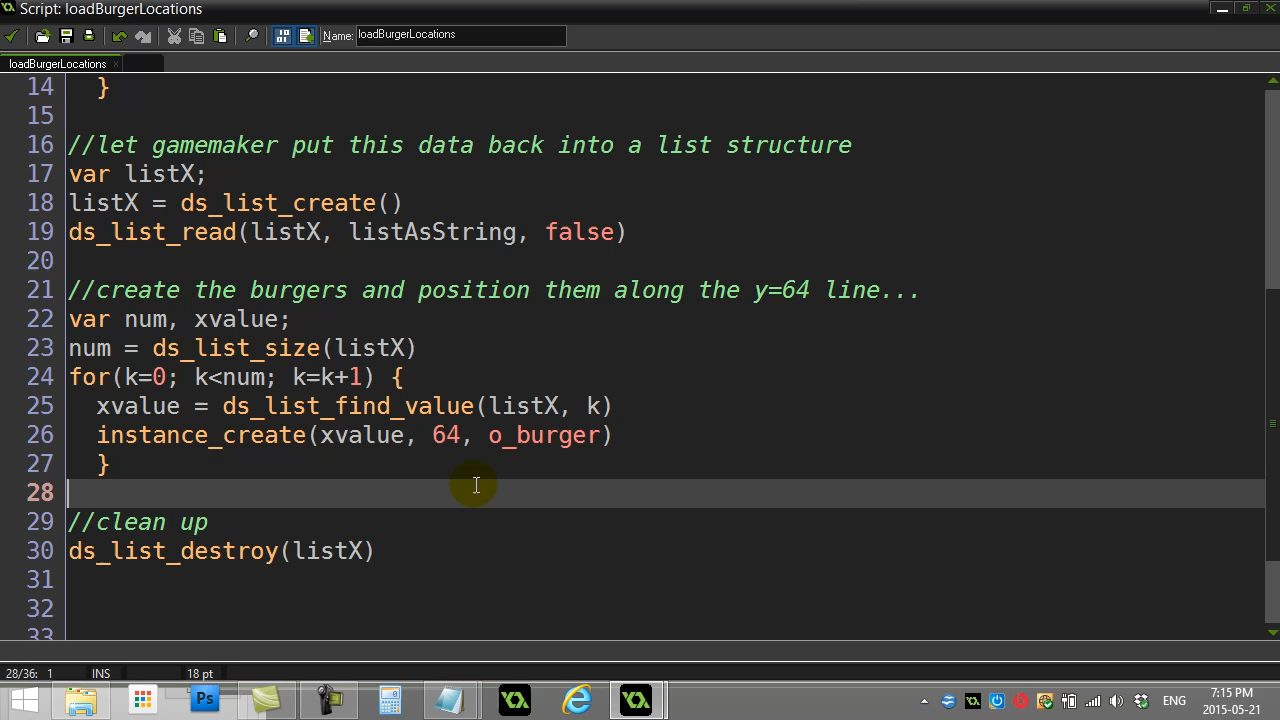 Script: loadBurgerLocations
Name: loadBurgerLocations
loadBurgerLocations
14 }
15
16 //let gamemaker put this data back into a list structure
17 var listX;
18 listX = ds_list_create()
19 ds_list_read(listX, listAsString, false)
20
21 //create the burgers and position them along the y=64 line...
22 var num, xvalue;
23 num = ds_list_size(listX)
24 for(k=0; k<num; k=k+1) {
25 xvalue = ds_list_find_value(listX, k)
26 instance_create(xvalue, 64, o_burger)
27 }
28
29 //clean up
30 ds_list_destroy(listX)
31
32
33
28/36: 1 INS 18 pt
Ps ENG 7:15 PM
2015-05-21